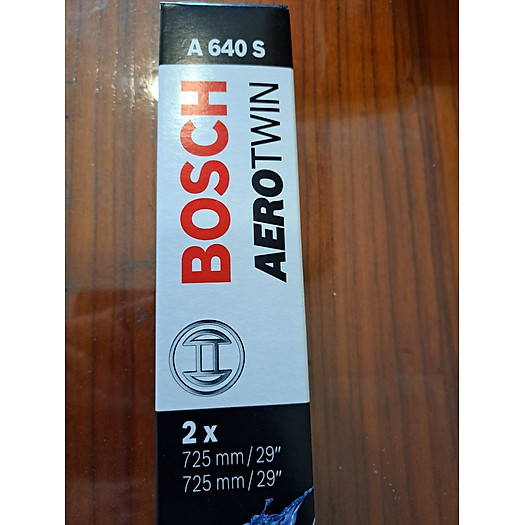 A 640 S
BOSCH
AEROTWIN
2 x
725 mm/29"
725 mm/29"